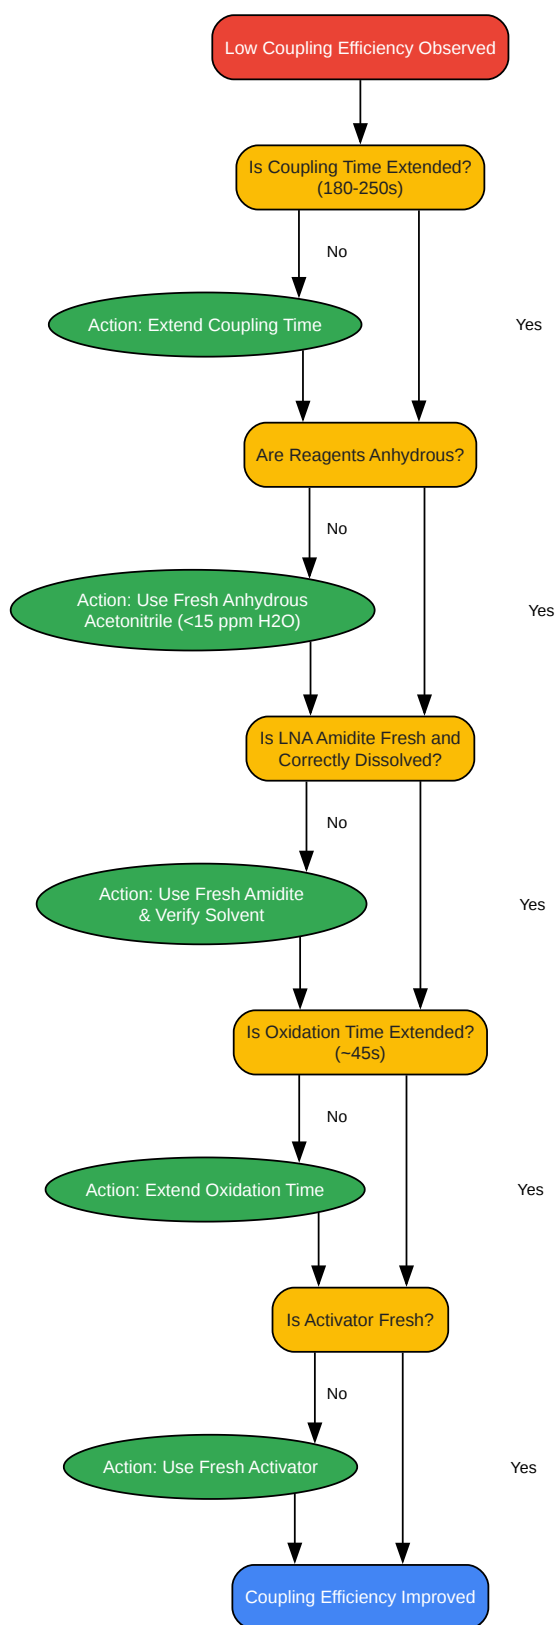 Low Coupling Efficiency Observed
Is Coupling Time Extended?
(180-250s)
No
Action: Extend Coupling Time
Yes
Are Reagents Anhydrous?
No
Action: Use Fresh Anhydrous
Acetonitrile (<15 ppm H2O)
Yes
Is LNA Amidite Fresh and
Correctly Dissolved?
No
Action: Use Fresh Amidite
& Verify Solvent
Yes
Is Oxidation Time Extended?
(~45s)
No
Action: Extend Oxidation Time
Yes
Is Activator Fresh?
No
Action: Use Fresh Activator
Yes
Coupling Efficiency Improved